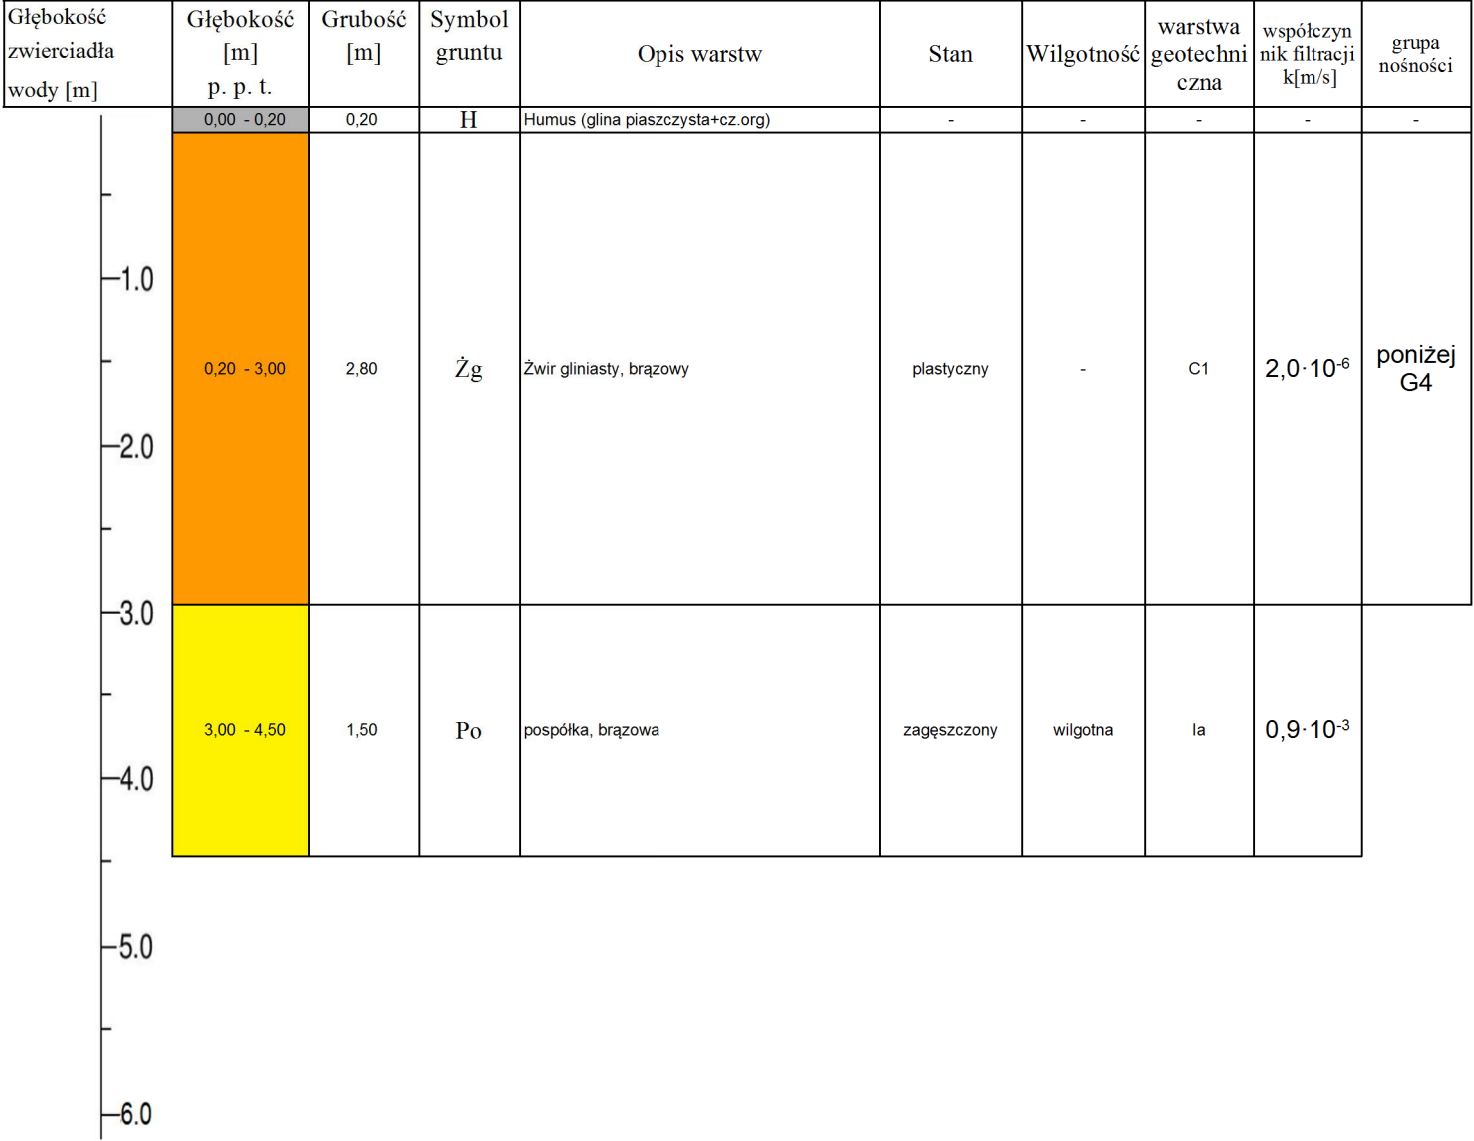 Głębokość
zwierciadła
wody [m]
Głębokość
[m]
p. p. t.
Grubość
[m]
Symbol
gruntu
Opis warstw
Stan
Wilgotność
warstwa
geotechni
czna
współczyn
nik filtracji
k[m/s]
grupa
nośności
0,00 - 0,20 0,20 H Humus (glina piaszczysta+cz.org) - - - - -
0,20 - 3,00 2,80 Żg Żwir gliniasty, brązowy plastyczny - C1 2,0·10⁻⁶ poniżej
G4
3,00 - 4,50 1,50 Po pospółka, brązowa zagęszczony wilgotna Ia 0,9·10⁻³
1.0
2.0
3.0
4.0
5.0
6.0